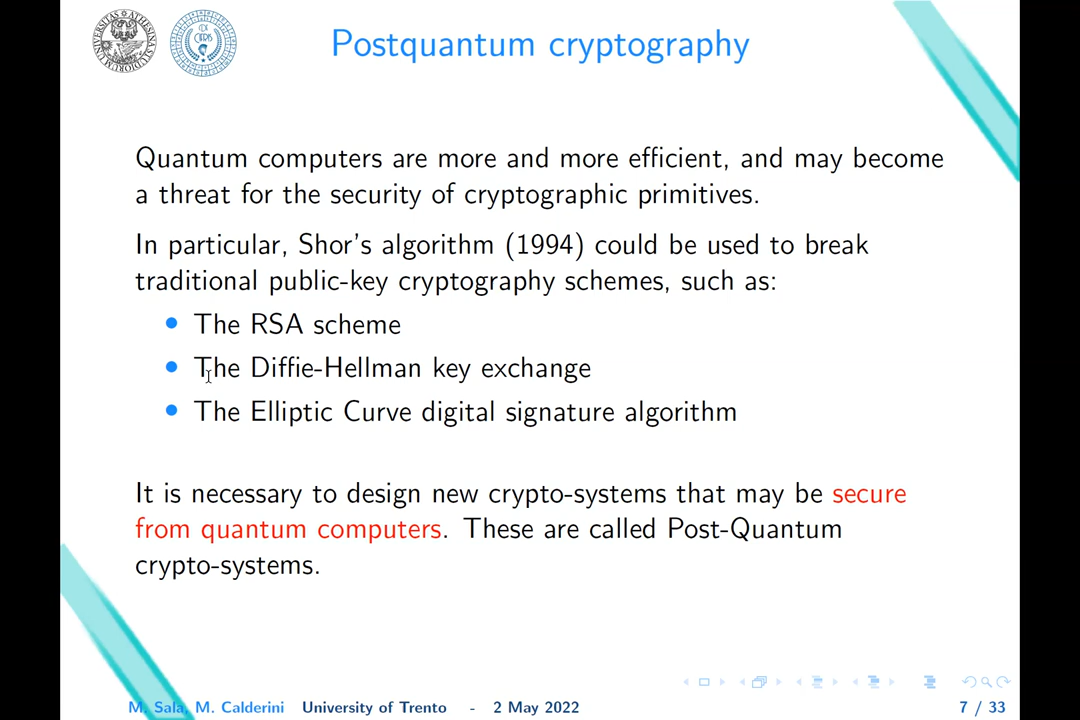 Postquantum cryptography
Quantum computers are more and more efficient, and may become
a threat for the security of cryptographic primitives.
In particular, Shor's algorithm (1994) could be used to break
traditional public-key cryptography schemes, such as:
• The RSA scheme
• The Diffie-Hellman key exchange
• The Elliptic Curve digital signature algorithm
It is necessary to design new crypto-systems that may be secure
from quantum computers. These are called Post-Quantum
crypto-systems.
M. Sala, M. Calderini University of Trento - 2 May 2022 7 / 33